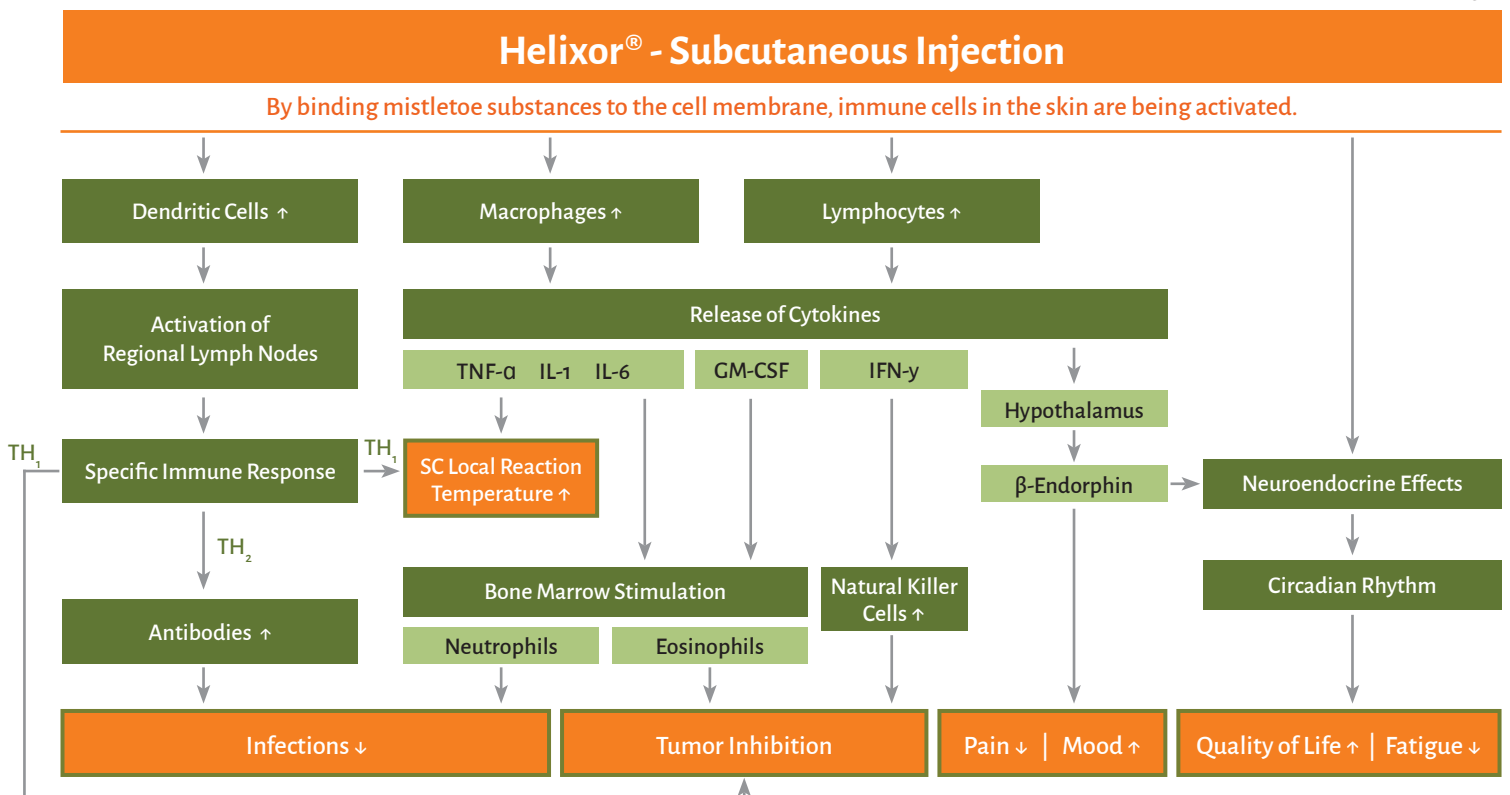 Helixor® - Subcutaneous Injection
By binding mistletoe substances to the cell membrane, immune cells in the skin are being activated.
Dendritic Cells ↑
Macrophages ↑
Lymphocytes ↑
Activation of
Regional Lymph Nodes
Release of Cytokines
TNF-α IL-1 IL-6
GM-CSF
IFN-y
Hypothalamus
TH₁
Specific Immune Response
TH₁
SC Local Reaction
Temperature ↑
β-Endorphin
Neuroendocrine Effects
TH₂
Bone Marrow Stimulation
Natural Killer
Cells ↑
Circadian Rhythm
Antibodies ↑
Neutrophils
Eosinophils
Infections ↓
Tumor Inhibition
Pain ↓ | Mood ↑
Quality of Life ↑ | Fatigue ↓